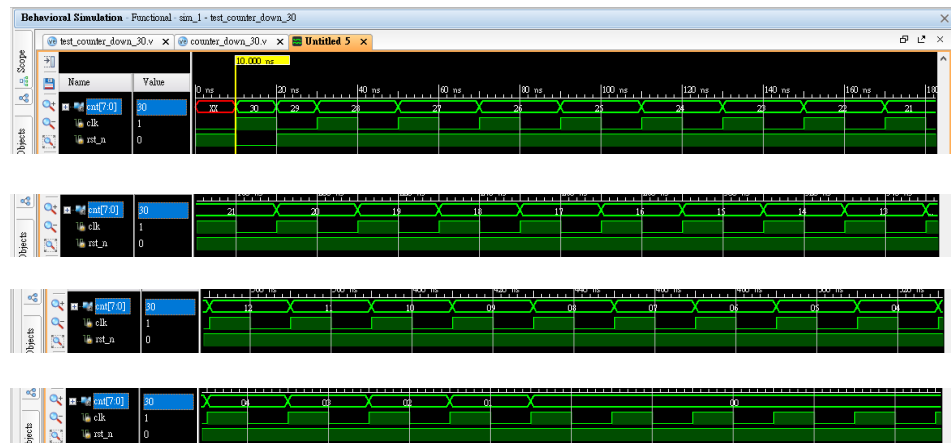 Behavioral Simulation - Functional - sim_1 - test_counter_down_30
test_counter_down_30.v counter_down_30.v Untitled 5
Scope
Objects
10.000 ns
Name Value
0 ns 20 ns 40 ns 60 ns 80 ns 100 ns 120 ns 140 ns 160 ns 180
cnt[7:0] 30 XX 30 29 28 27 26 25 24 23 22 21
clk 1
rst_n 0
Objects
cnt[7:0] 30 21 20 19 18 17 16 15 14 13
clk 1
rst_n 0
Objects
cnt[7:0] 30 12 11 10 09 08 07 06 05 04
clk 1
rst_n 0
cnt[7:0] 30 04 03 02 01 00
clk 1
rst_n 0